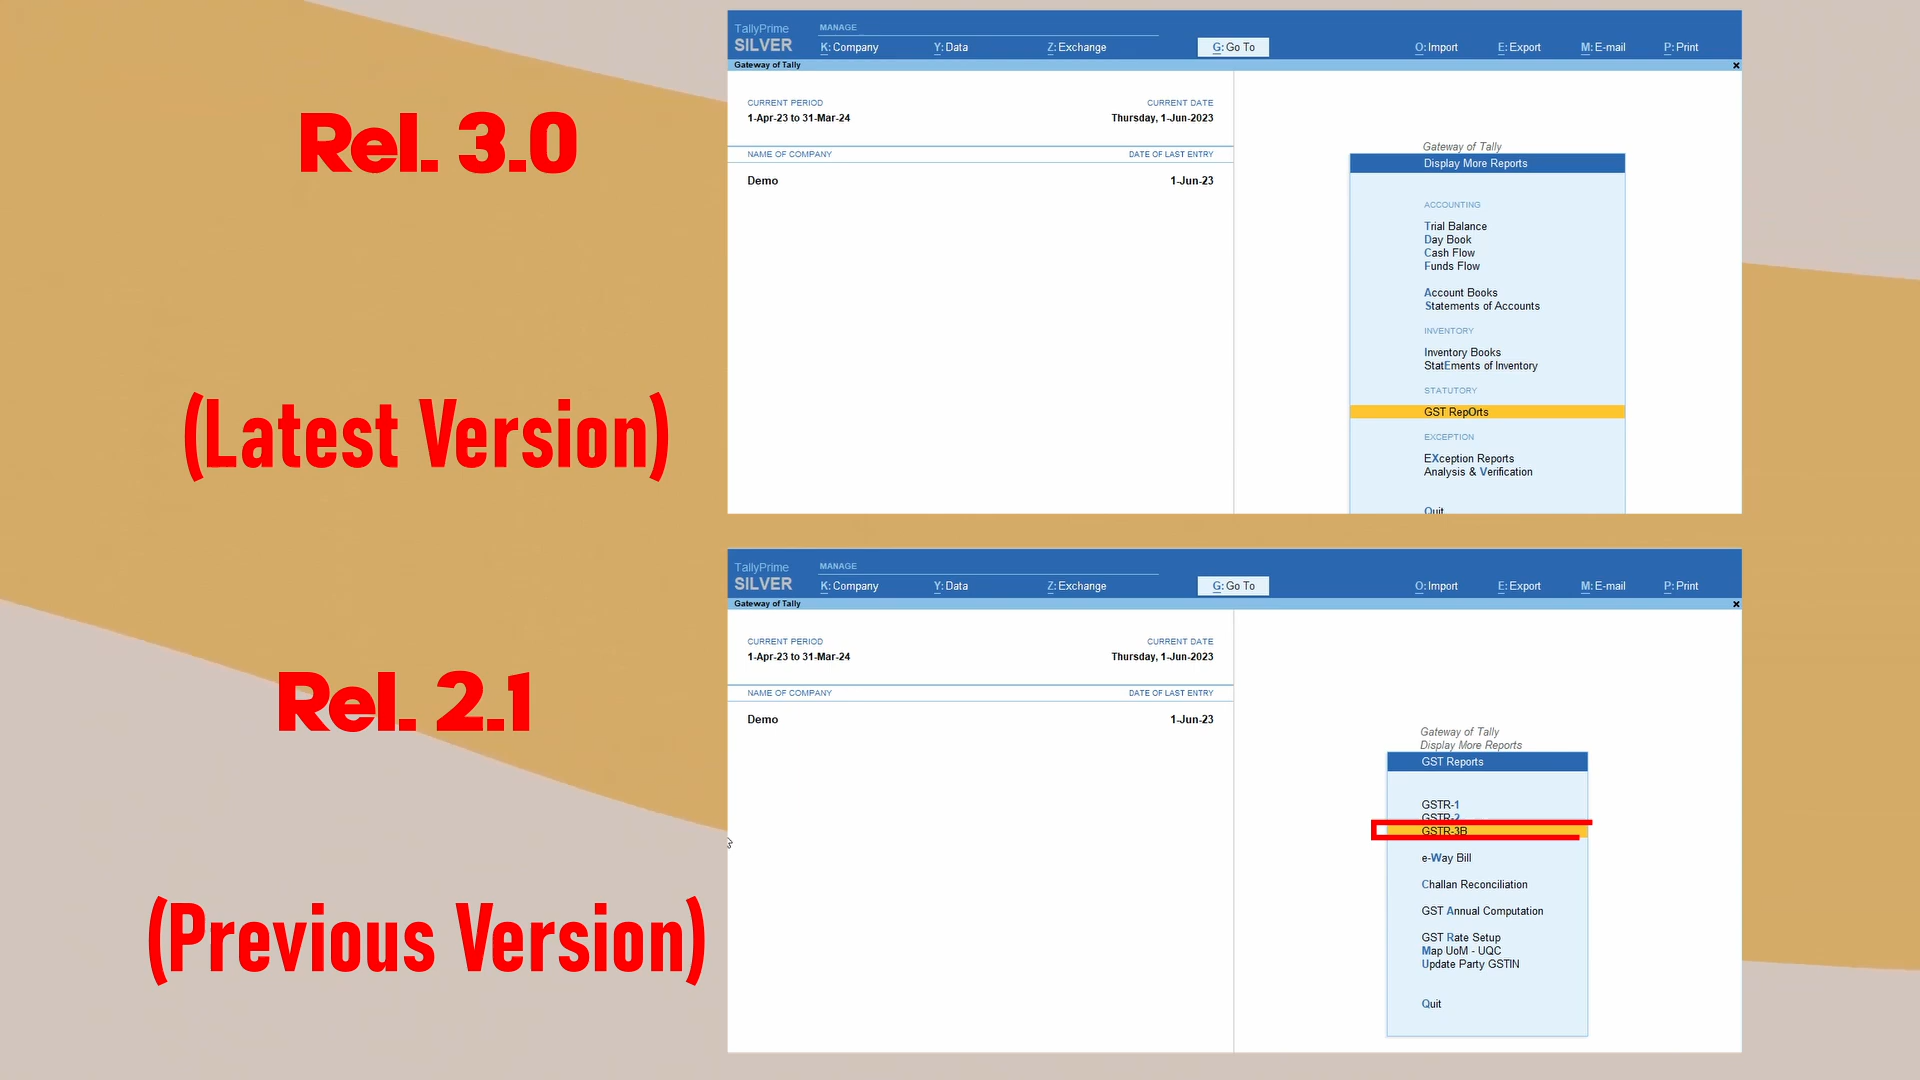 Rel. 3.0
(Latest Version)
TallyPrime
SILVER
MANAGE
K: Company
Y: Data
Z: Exchange
G: Go To
O: Import
E: Export
M: E-mail
P: Print
Gateway of Tally
CURRENT PERIOD
CURRENT DATE
1-Apr-23 to 31-Mar-24
Thursday, 1-Jun-2023
NAME OF COMPANY
DATE OF LAST ENTRY
Demo
1-Jun-23
Gateway of Tally
Display More Reports
ACCOUNTING
Trial Balance
Day Book
Cash Flow
Funds Flow
Account Books
Statements of Accounts
INVENTORY
Inventory Books
StatEments of Inventory
STATUTORY
GST RepOrts
EXCEPTION
EXception Reports
Analysis & Verification
Quit
Rel. 2.1
(Previous Version)
TallyPrime
SILVER
MANAGE
K: Company
Y: Data
Z: Exchange
G: Go To
O: Import
E: Export
M: E-mail
P: Print
Gateway of Tally
CURRENT PERIOD
CURRENT DATE
1-Apr-23 to 31-Mar-24
Thursday, 1-Jun-2023
NAME OF COMPANY
DATE OF LAST ENTRY
Demo
1-Jun-23
Gateway of Tally
Display More Reports
GST Reports
GSTR-1
GSTR-2
GSTR-3B
e-Way Bill
Challan Reconciliation
GST Annual Computation
GST Rate Setup
Map UoM - UQC
Update Party GSTIN
Quit